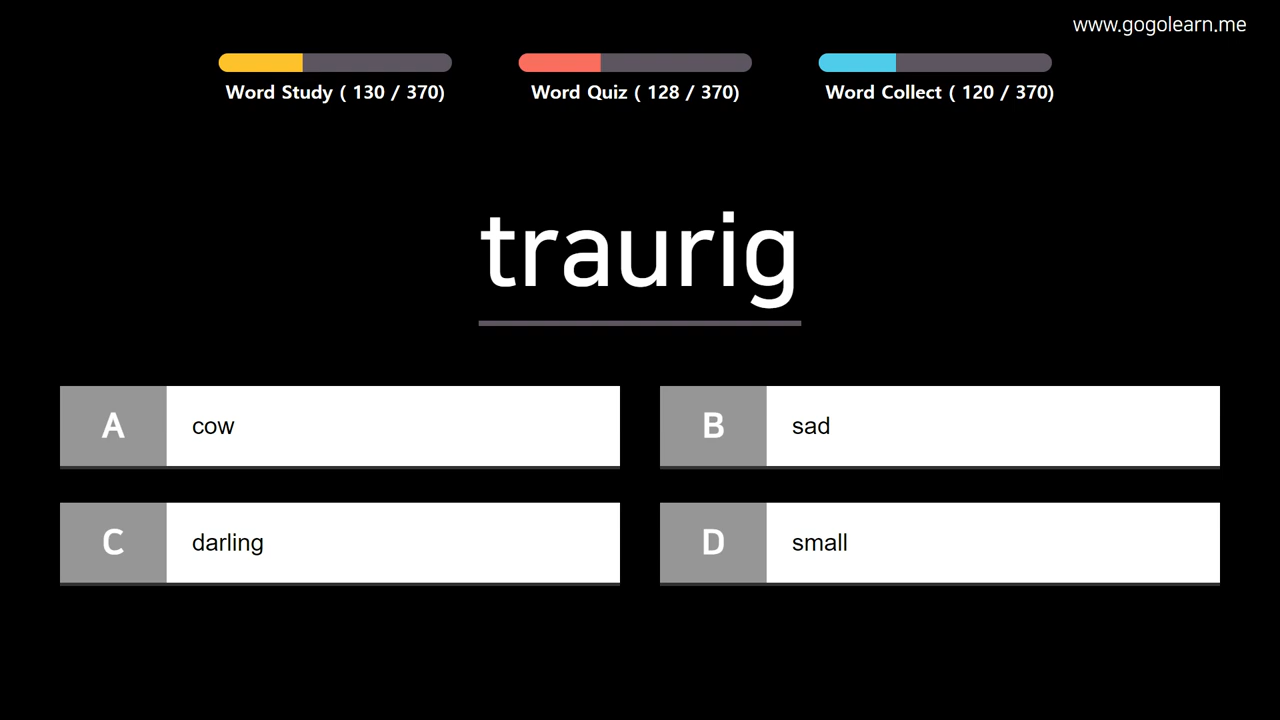 www.gogolearn.me
Word Study ( 130 / 370)
Word Quiz ( 128 / 370)
Word Collect ( 120 / 370)
traurig
A cow
B sad
C darling
D small